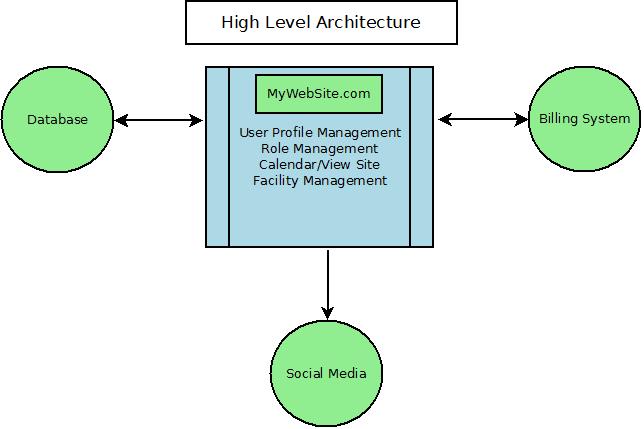 High Level Architecture
MyWebSite.com
Database
Billing System
User Profile Management
Role Management
Calendar/View Site
Facility Management
Social Media